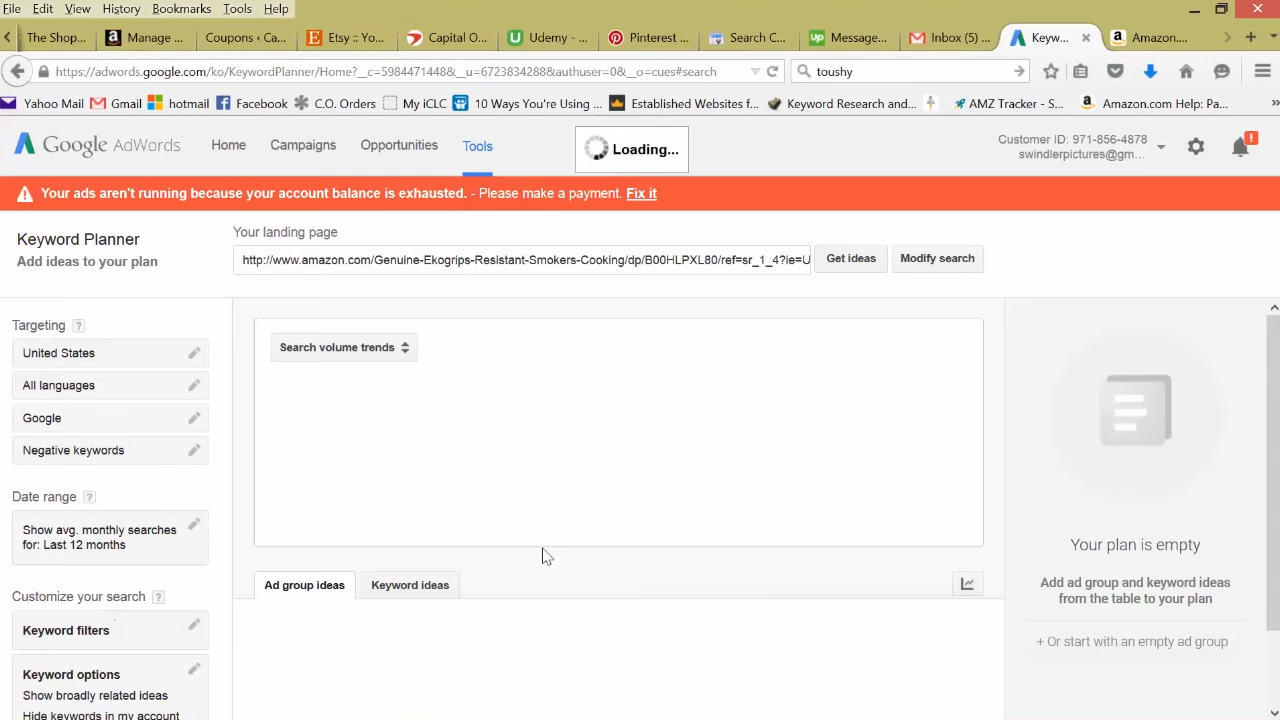 File Edit View History Bookmarks Tools Help
The Shop... Manage ... Coupons ‹ Ca... Etsy :: Yo... Capital O... Udemy - ... Pinterest ... Search C... Message... Inbox (5) ... Keyw... Amazon....
https://adwords.google.com/ko/KeywordPlanner/Home?__c=5984471448&__u=6723834288&authuser=0&__o=cues#search
toushy
Yahoo Mail Gmail hotmail Facebook C.O. Orders My iCLC 10 Ways You're Using ... Established Websites f... Keyword Research and... AMZ Tracker - S... Amazon.com Help: Pa...
Google AdWords Home Campaigns Opportunities Tools
Loading...
Customer ID: 971-856-4878
swindlerpictures@gm...
Your ads aren't running because your account balance is exhausted. - Please make a payment. Fix it
Keyword Planner
Add ideas to your plan
Your landing page
http://www.amazon.com/Genuine-Ekogrips-Resistant-Smokers-Cooking/dp/B00HLPXL80/ref=sr_1_4?ie=U
Get ideas Modify search
Targeting ?
United States
All languages
Google
Negative keywords
Date range ?
Show avg. monthly searches
for: Last 12 months
Customize your search ?
Keyword filters
Keyword options
Show broadly related ideas
Hide keywords in my account
Search volume trends
Ad group ideas Keyword ideas
Your plan is empty
Add ad group and keyword ideas
from the table to your plan
+ Or start with an empty ad group